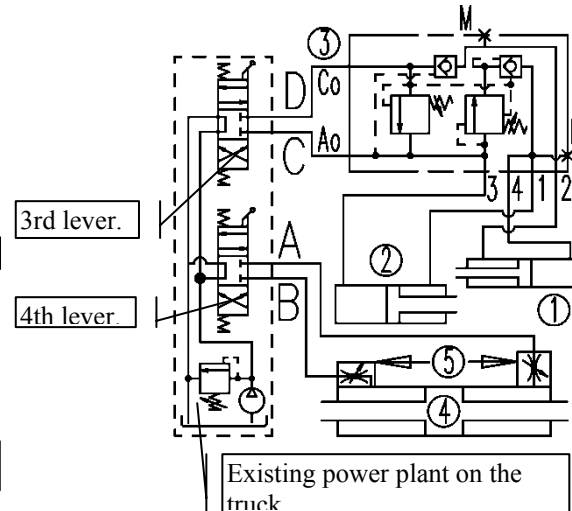 M
③
D
Co
C
Ao
3 4 1 2
3rd lever.
A
②
B
①
4th lever.
⑤
④
Existing power plant on the
truck